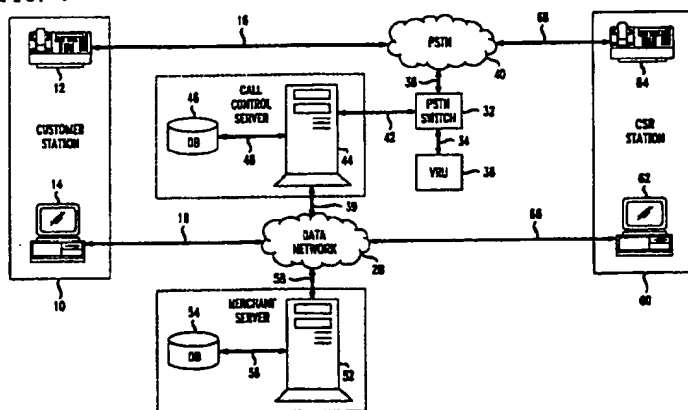 16
68
12
PSTN
40
64
38
CALL
CONTROL
SERVER
46
DB
48
42
44
PSTN
SWITCH
32
34
VRU
36
CUSTOMER
STATION
CSR
STATION
14
62
39
18
DATA
NETWORK
66
28
58
10
60
MERCHANT
SERVER
54
DB
56
52